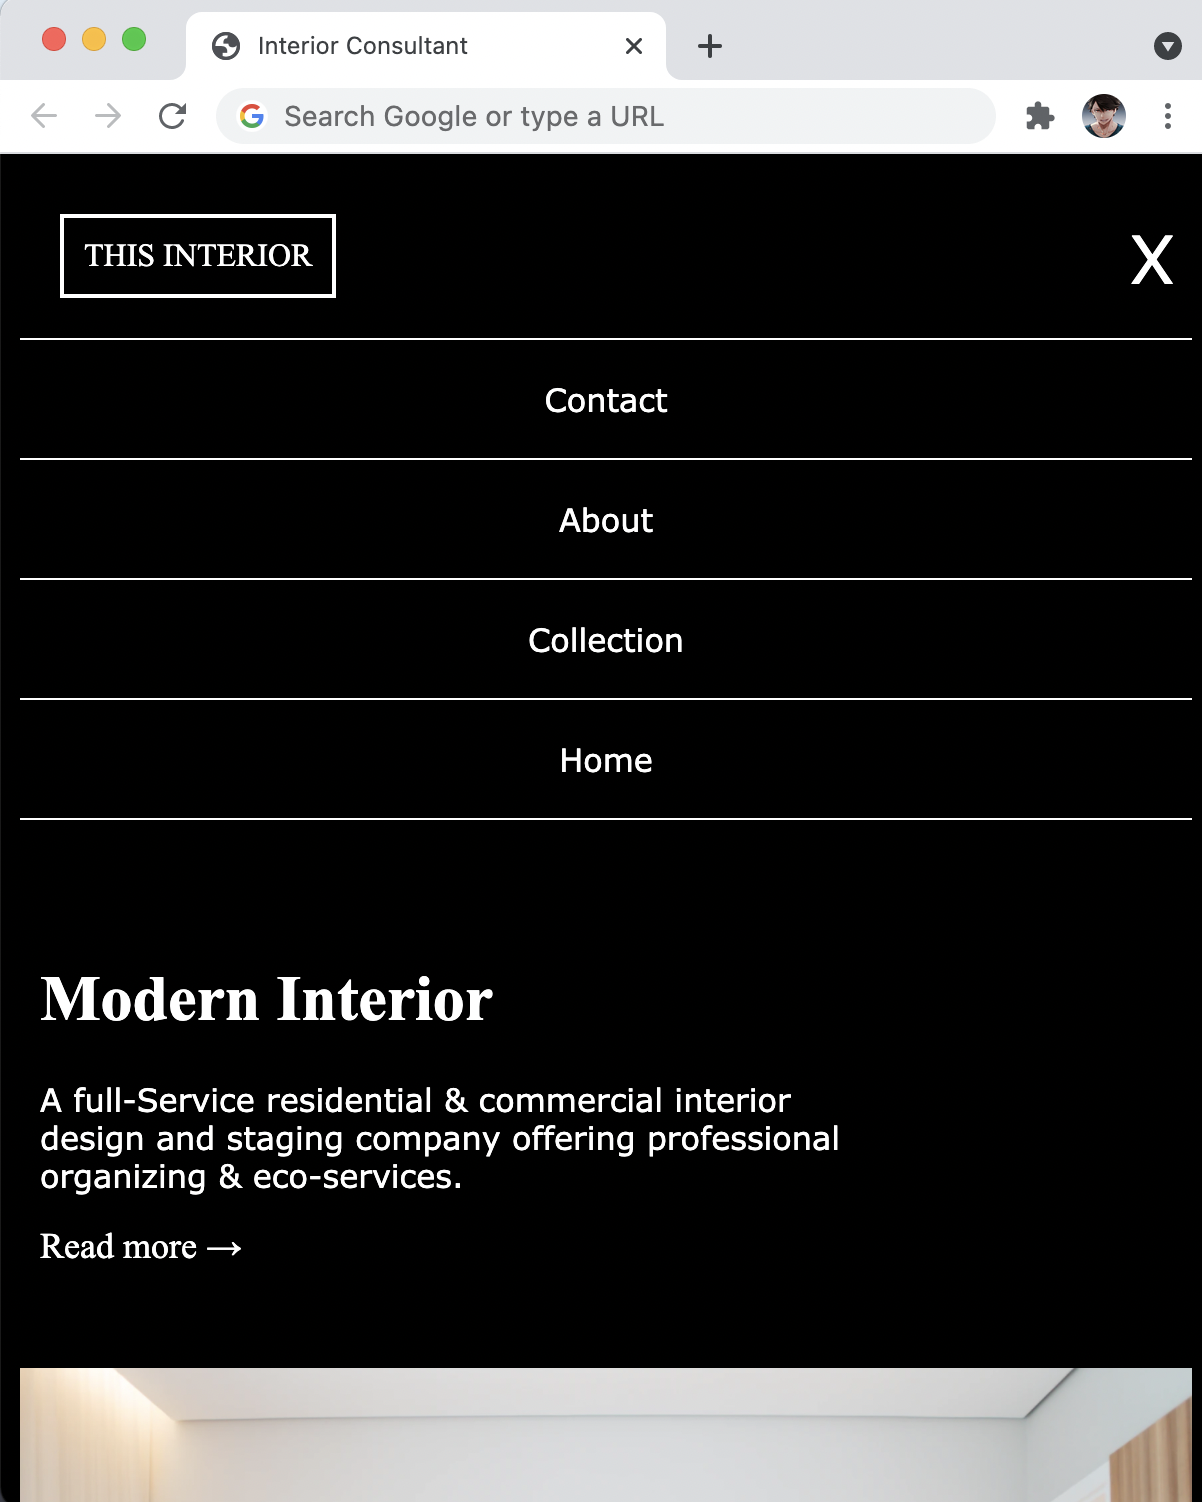 Interior Consultant
Search Google or type a URL
THIS INTERIOR
X
Contact
About
Collection
Home
Modern Interior
A full-Service residential & commercial interior
design and staging company offering professional
organizing & eco-services.
Read more →